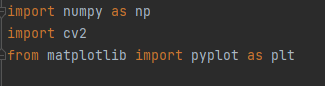 import numpy as np
import cv2
from matplotlib import pyplot as plt